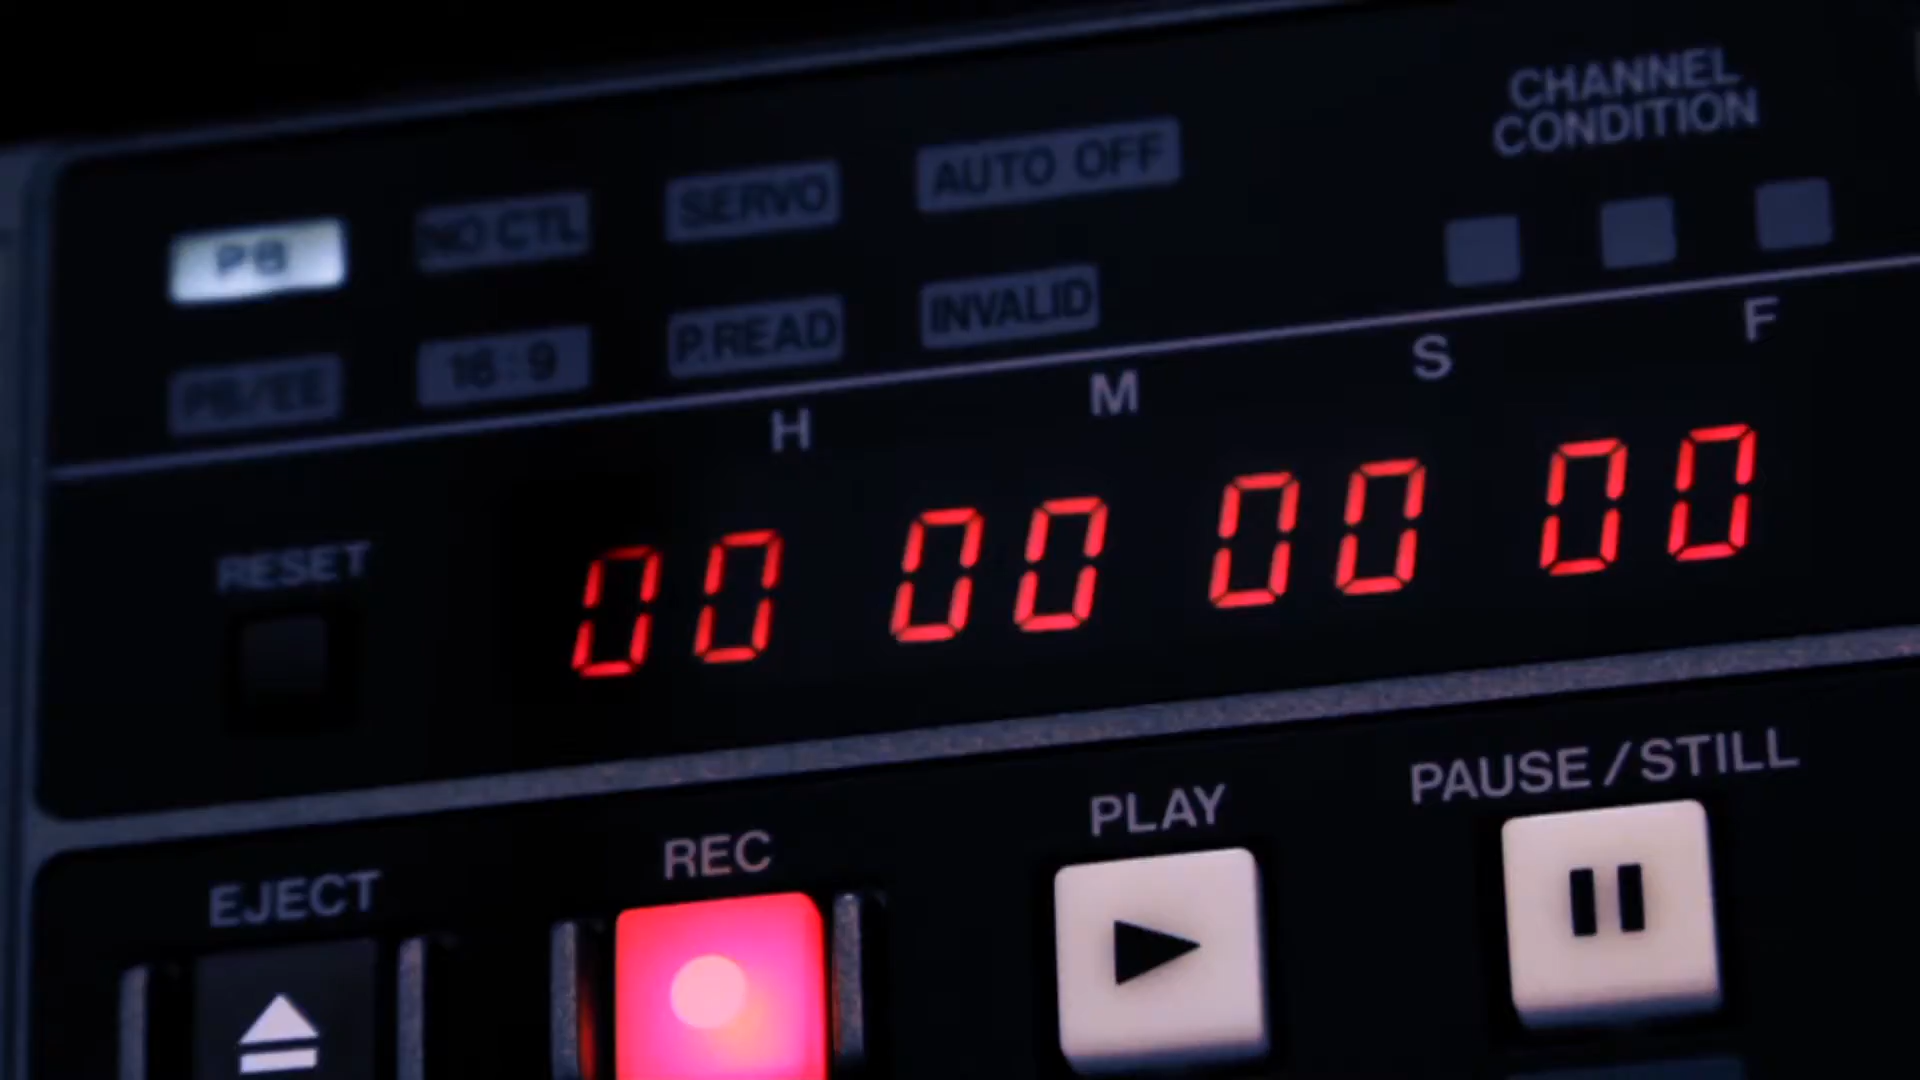 CHANNEL
CONDITION
PB NO CTL SERVO AUTO OFF
PB/EE 16:9 P.READ INVALID
H M S F
RESET 00 00 00 00
EJECT REC PLAY PAUSE/STILL